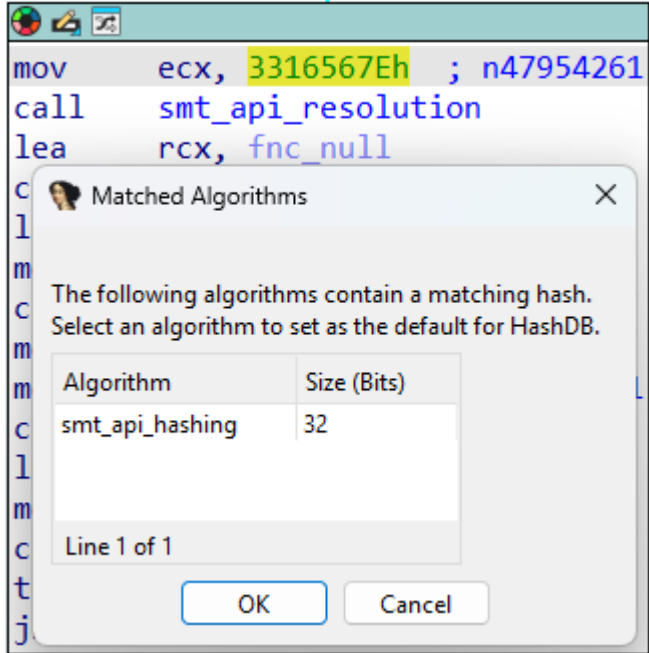 mov ecx, 3316567Eh ; n47954261
call smt_api_resolution
lea rcx, fnc_null
c
Matched Algorithms
l
m
The following algorithms contain a matching hash.
c
Select an algorithm to set as the default for HashDB.
m
m
Algorithm Size (Bits)
c
smt_api_hashing 32
l
m
c
Line 1 of 1
t
OK Cancel
j